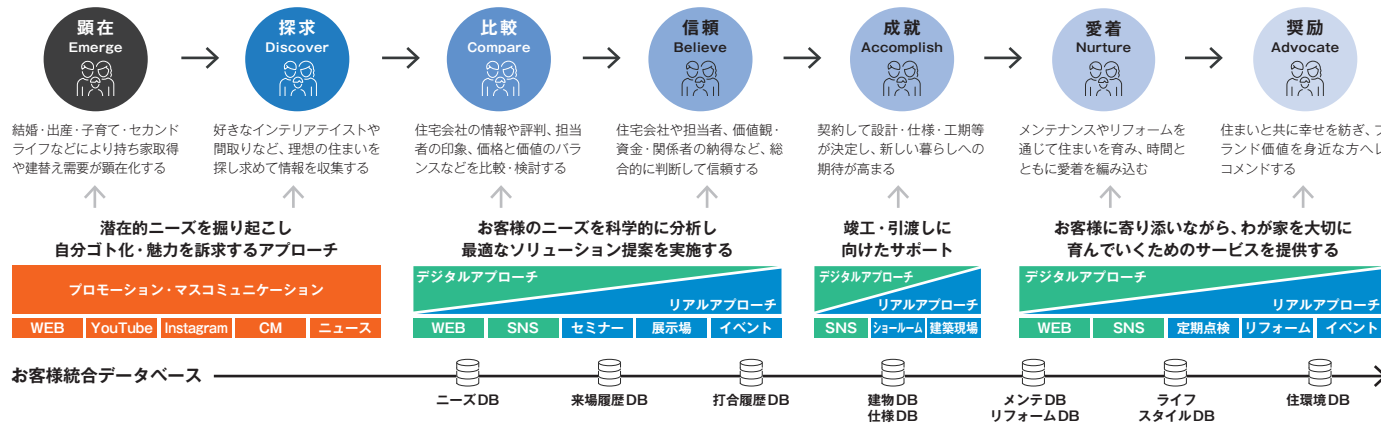 顕在
Emerge
探求
Discover
比較
Compare
信頼
Believe
成就
Accomplish
愛着
Nurture
奨励
Advocate
結婚・出産・子育て・セカンド
ライフなどにより持ち家取得
や建替え需要が顕在化する
好きなインテリアテイストや
間取りなど、理想の住まいを
探し求めて情報を収集する
住宅会社の情報や評判、担当
者の印象、価格と価値のバラ
ンスなどを比較・検討する
住宅会社や担当者、価値観・
資金・関係者の納得など、総
合的に判断して信頼する
契約して設計・仕様・工期等
が決定し、新しい暮らしへの
期待が高まる
メンテナンスやリフォームを
通じて住まいを育み、時間と
ともに愛着を編み込む
住まいと共に幸せを紡ぎ、ブ
ランド価値を身近な方へレ
コメンドする
潜在的ニーズを掘り起こし
自分ゴト化・魅力を訴求するアプローチ
お客様のニーズを科学的に分析し
最適なソリューション提案を実施する
竣工・引渡しに
向けたサポート
お客様に寄り添いながら、わが家を大切に
育んでいくためのサービスを提供する
プロモーション・マスコミュニケーション
WEB
YouTube
Instagram
CM
ニュース
デジタルアプローチ
リアルアプローチ
WEB
SNS
セミナー
展示場
イベント
デジタルアプローチ
リアルアプローチ
SNS
ショールーム
建築現場
デジタルアプローチ
リアルアプローチ
WEB
SNS
定期点検
リフォーム
イベント
お客様統合データベース
ニーズDB
来場履歴DB
打合履歴DB
建物DB
仕様DB
メンテDB
リフォームDB
ライフ
スタイルDB
住環境DB